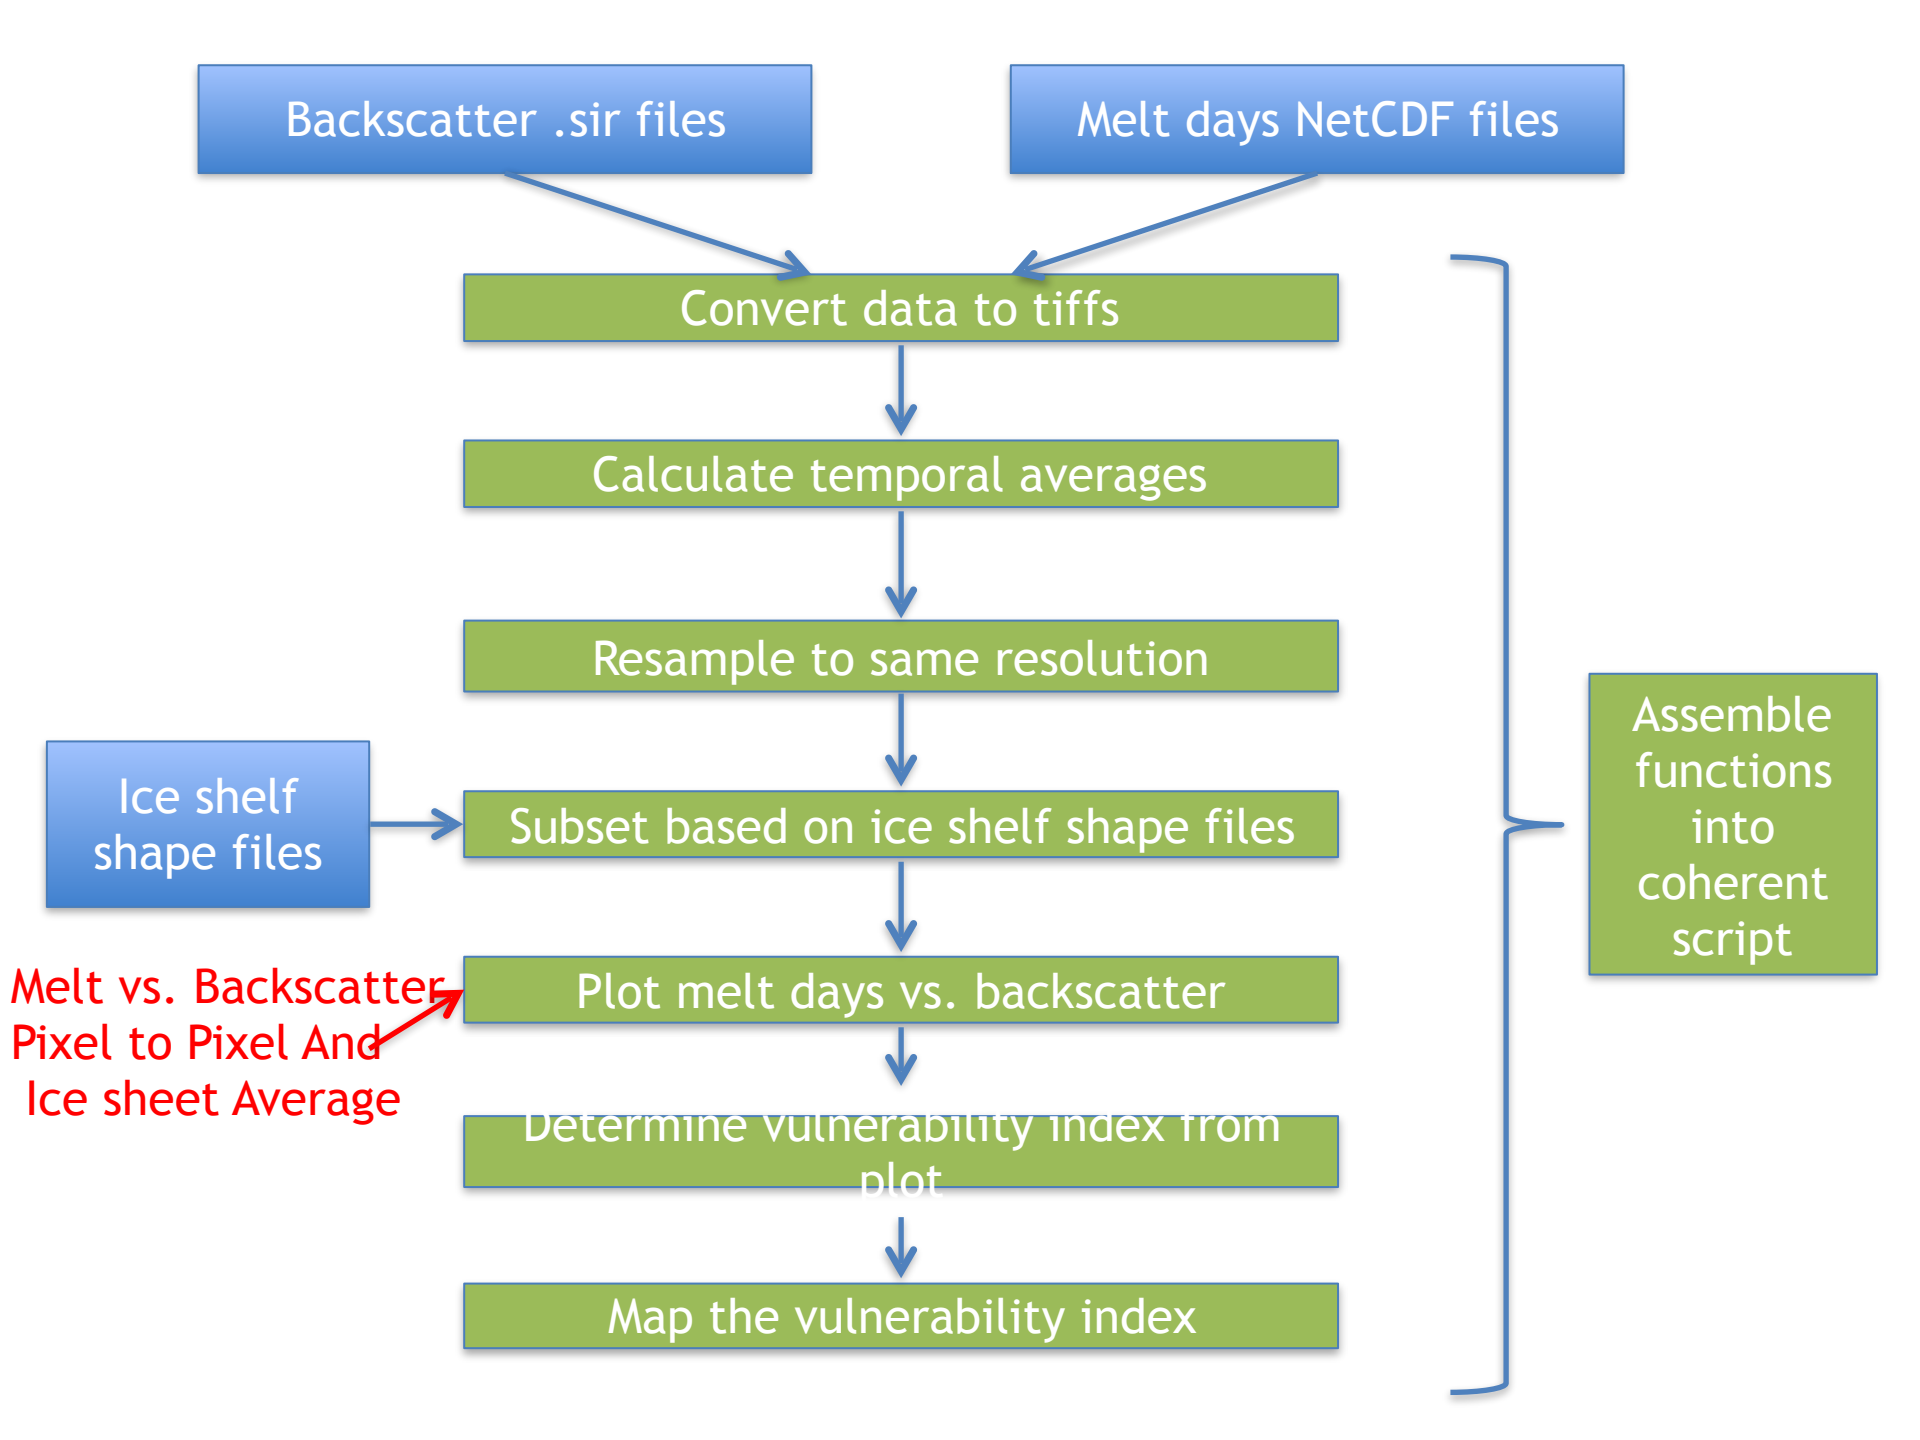 Backscatter .sir files
Melt days NetCDF files
Convert data to tiffs
Calculate temporal averages
Resample to same resolution
Ice shelf
shape files
Subset based on ice shelf shape files
Melt vs. Backscatter
Pixel to Pixel And
Ice sheet Average
Plot melt days vs. backscatter
Determine vulnerability index from
plot
Map the vulnerability index
Assemble
functions
into
coherent
script